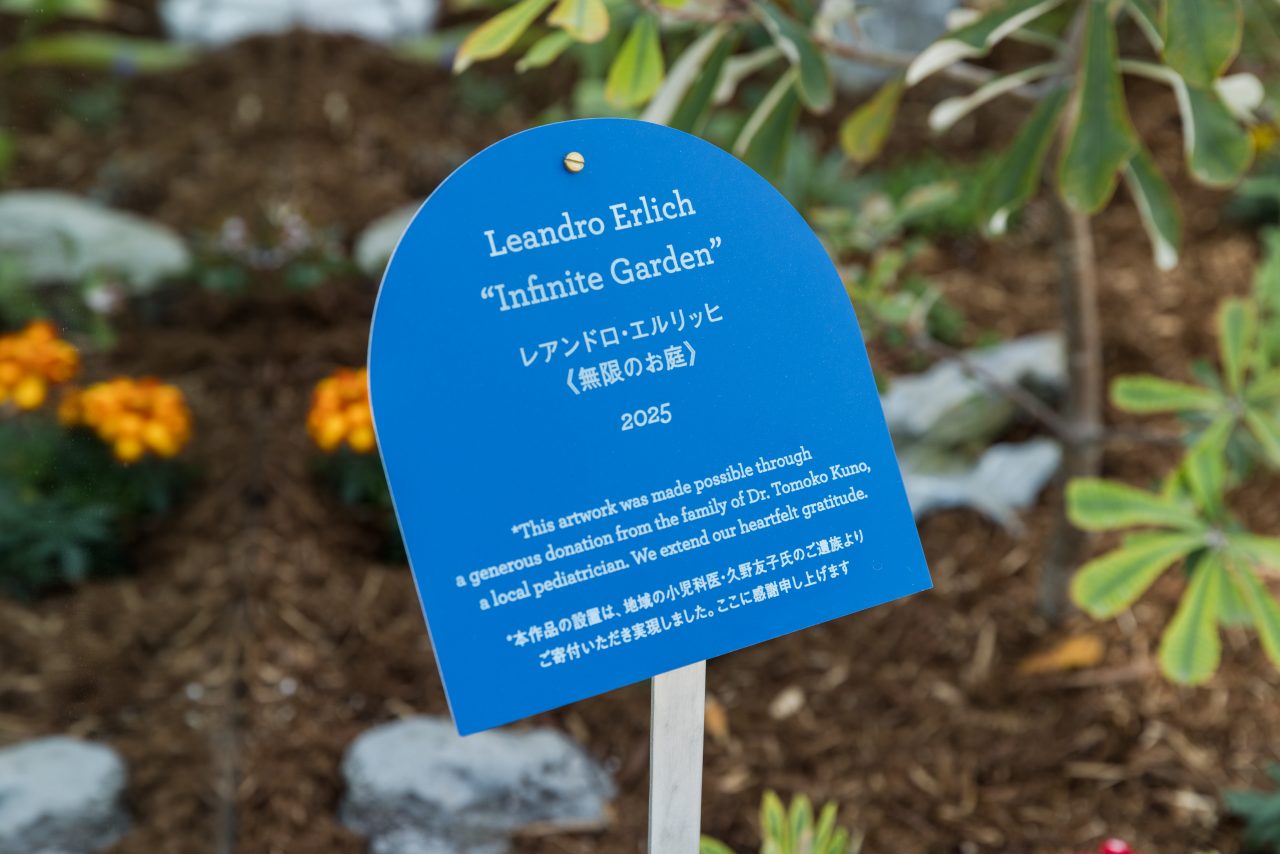 Leandro Erlich
“Infinite Garden”
レアンドロ・エルリッヒ
《無限のお庭》
2025
*This artwork was made possible through
a generous donation from the family of Dr. Tomoko Kuno,
a local pediatrician. We extend our heartfelt gratitude.
*本作品の設置は、地域の小児科医・久野友子氏のご遺族より
ご寄付いただき実現しました。ここに感謝申し上げます